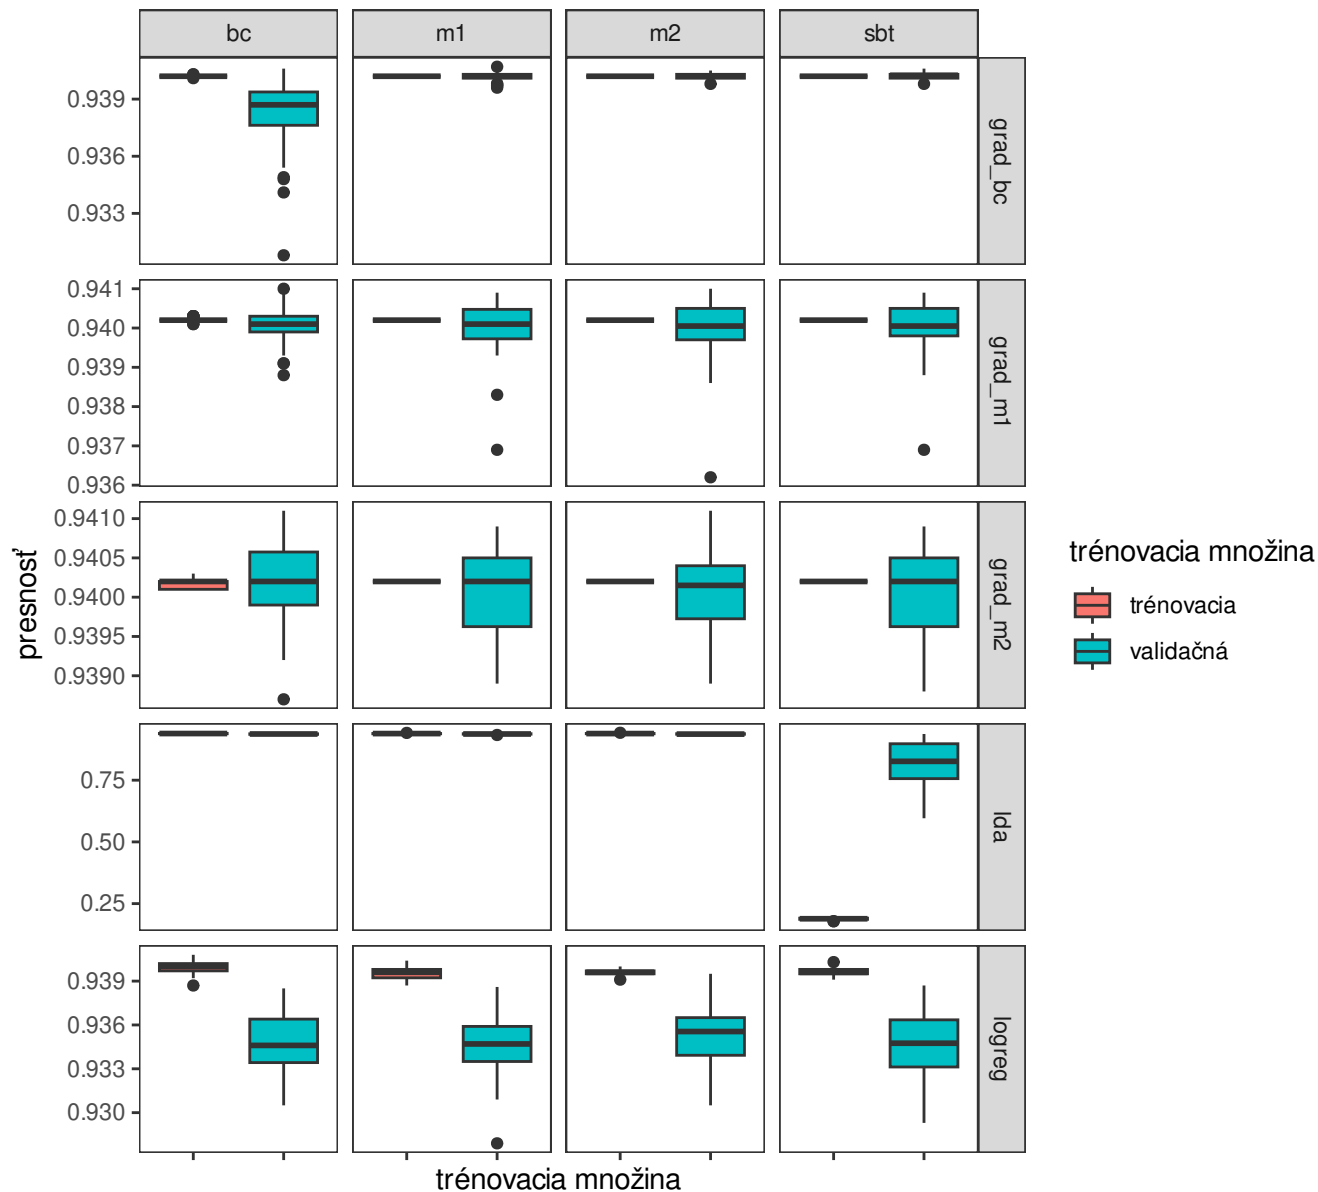 bc m1 m2 sbt
0.939
0.936
0.933
grad_bc
0.941
0.940
0.939
0.938
0.937
0.936
grad_m1
0.9410
0.9405
0.9400
0.9395
0.9390
grad_m2
0.75
0.50
0.25
lda
0.939
0.936
0.933
0.930
logreg
presnosť
trénovacia množina
trénovacia množina
trénovacia
validačná